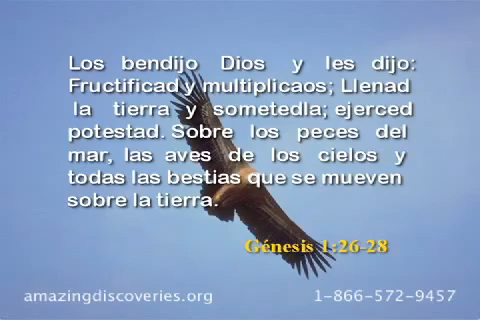 Los bendijo Dios y les dijo:
Fructificad y multiplicaos; Llenad
la tierra y sometedla; ejerced
potestad. Sobre los peces del
mar, las aves de los cielos y
todas las bestias que se mueven
sobre la tierra.
Génesis 1:26-28
amazingdiscoveries.org 1-866-572-9457